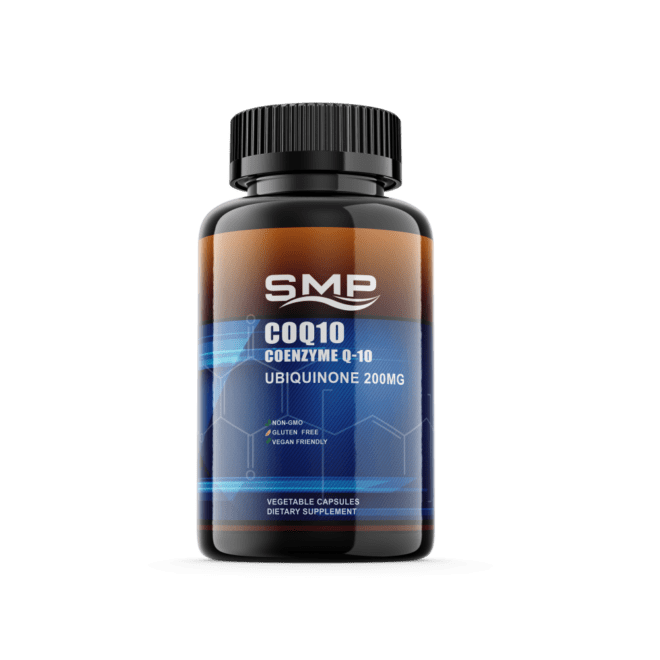 SMP
COQ10
COENZYME Q-10
UBIQUINONE 200MG
NON-GMO
GLUTEN FREE
VEGAN FRIENDLY
VEGETABLE CAPSULES
DIETARY SUPPLEMENT